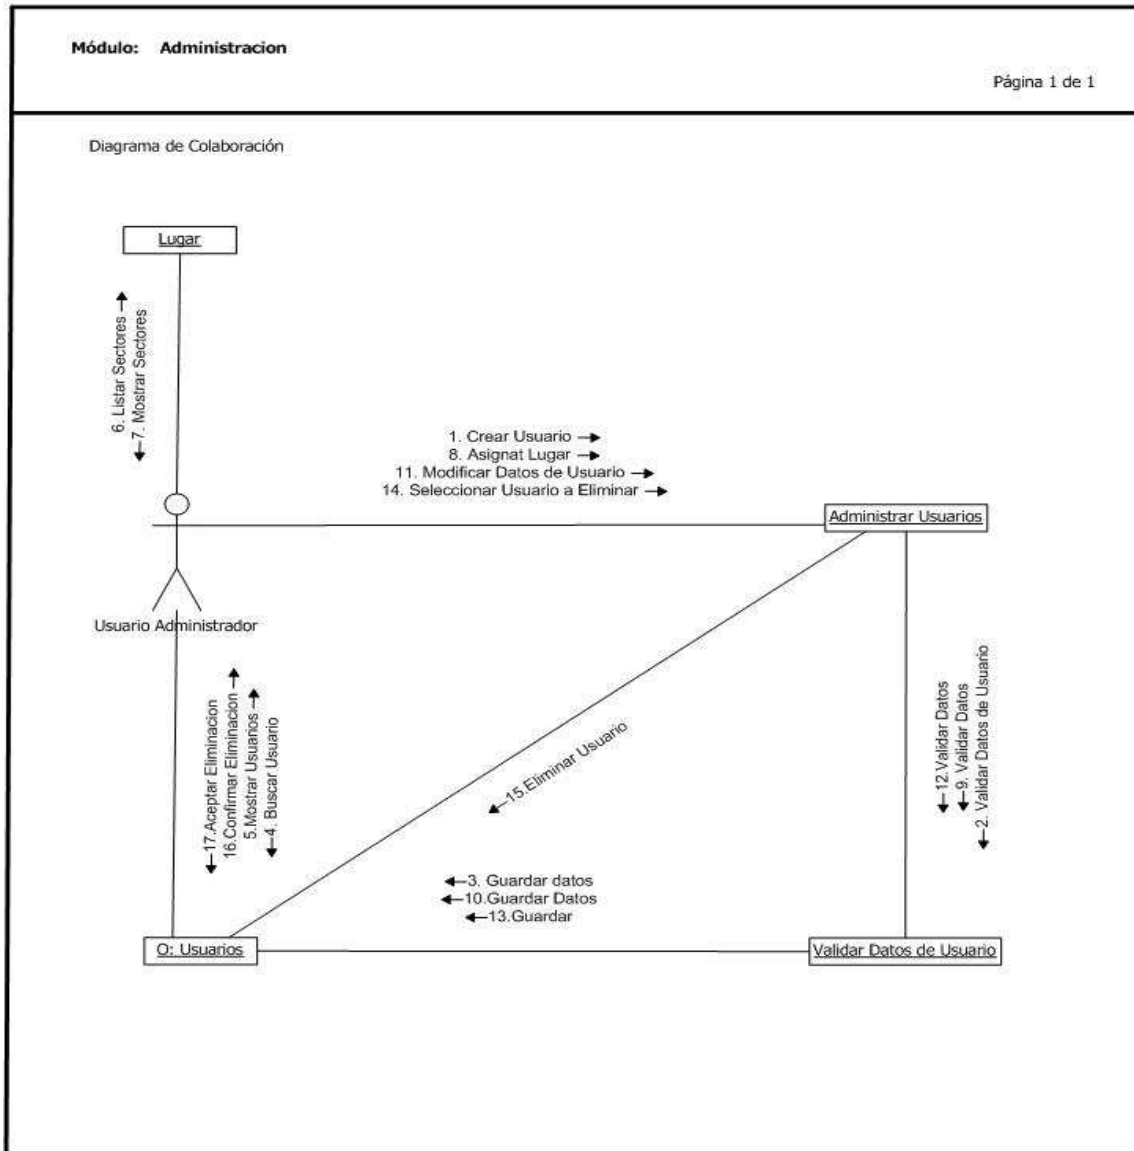 Módulo: Administracion
Página 1 de 1
Diagrama de Colaboración
Lugar
6. Listar Sectores
7. Mostrar Sectores
1. Crear Usuario
8. Asignat Lugar
11. Modificar Datos de Usuario
14. Seleccionar Usuario a Eliminar
Administrar Usuarios
Usuario Administrador
17.Aceptar Eliminacion
16.Confirmar Eliminacion
5.Mostrar Usuarios
4. Buscar Usuario
15.Eliminar Usuario
12.Validar Datos
9. Validar Datos
2. Validar Datos de Usuario
3. Guardar datos
10.Guardar Datos
13.Guardar
O: Usuarios
Validar Datos de Usuario